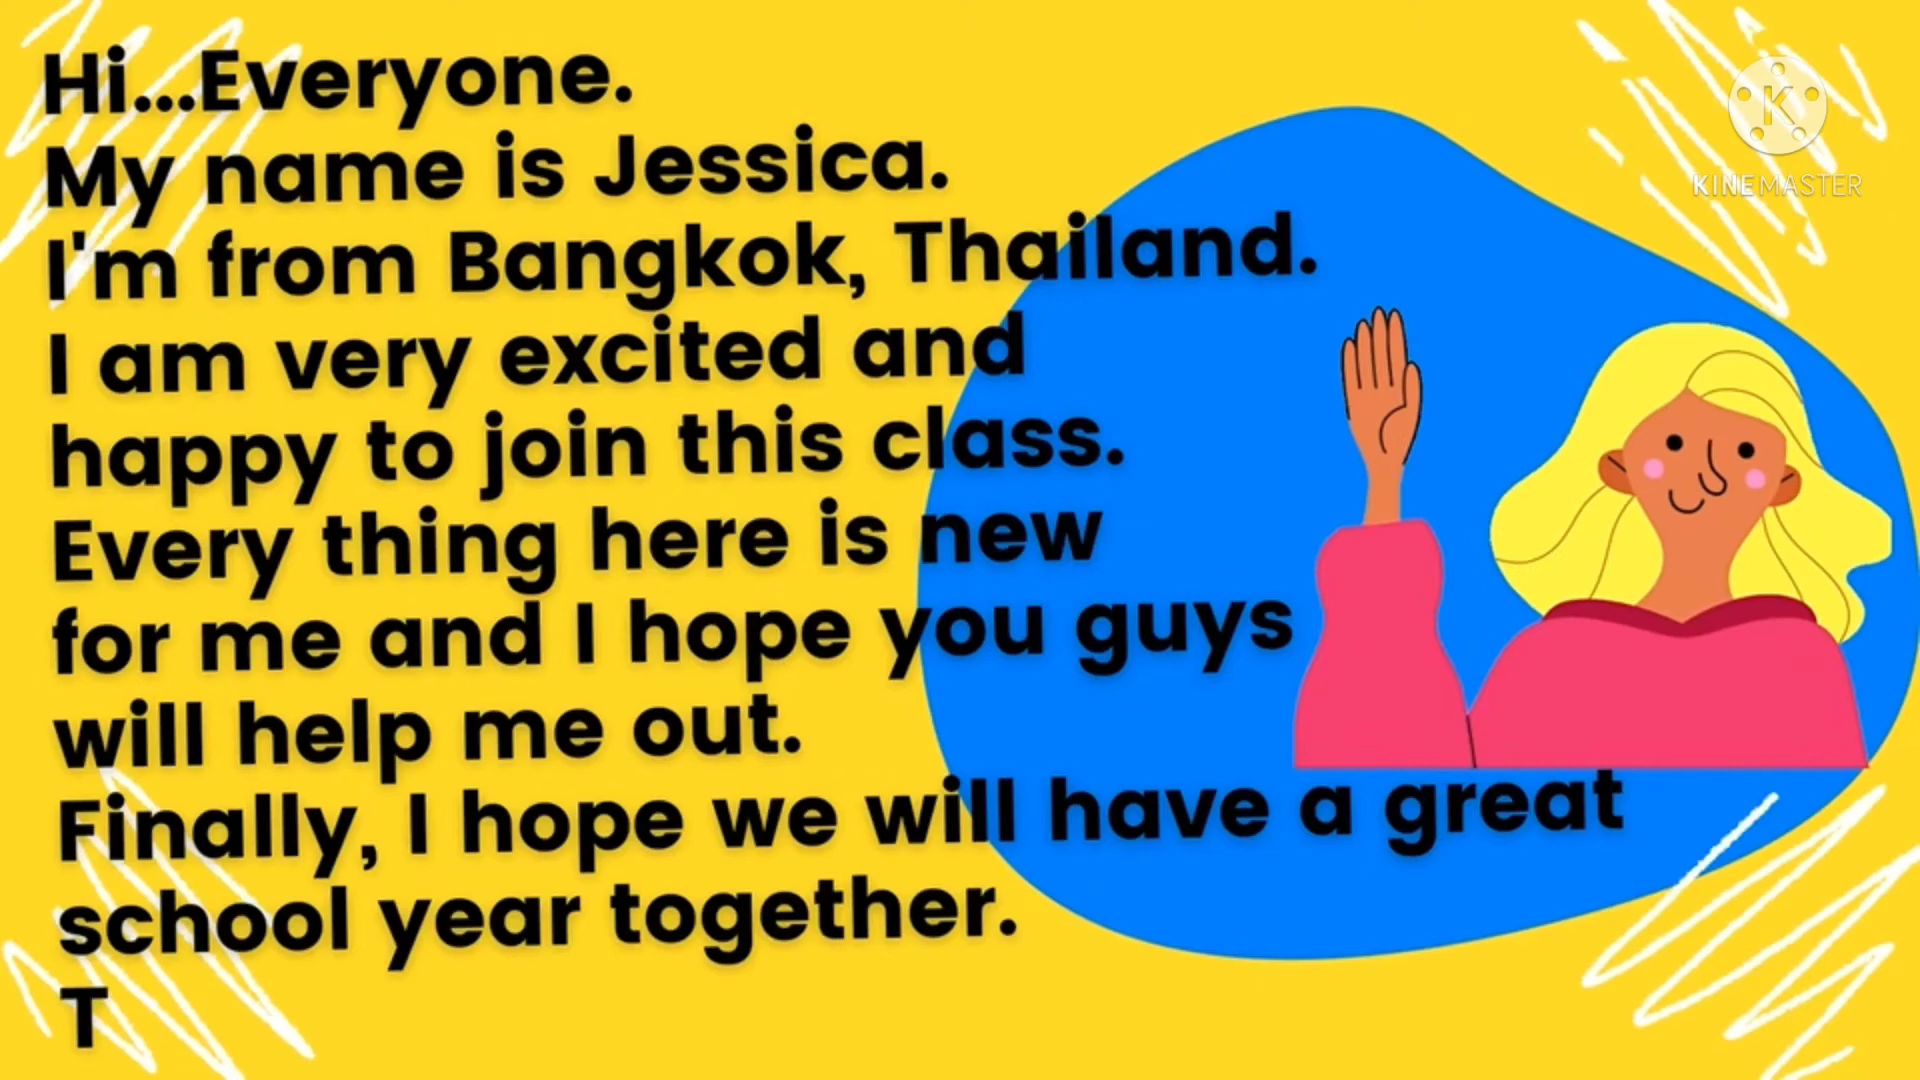 Hi...Everyone.
My name is Jessica.
I'm from Bangkok, Thailand.
I am very excited and
happy to join this class.
Every thing here is new
for me and I hope you guys
will help me out.
Finally, I hope we will have a great
school year together.
T
K
KINEMASTER